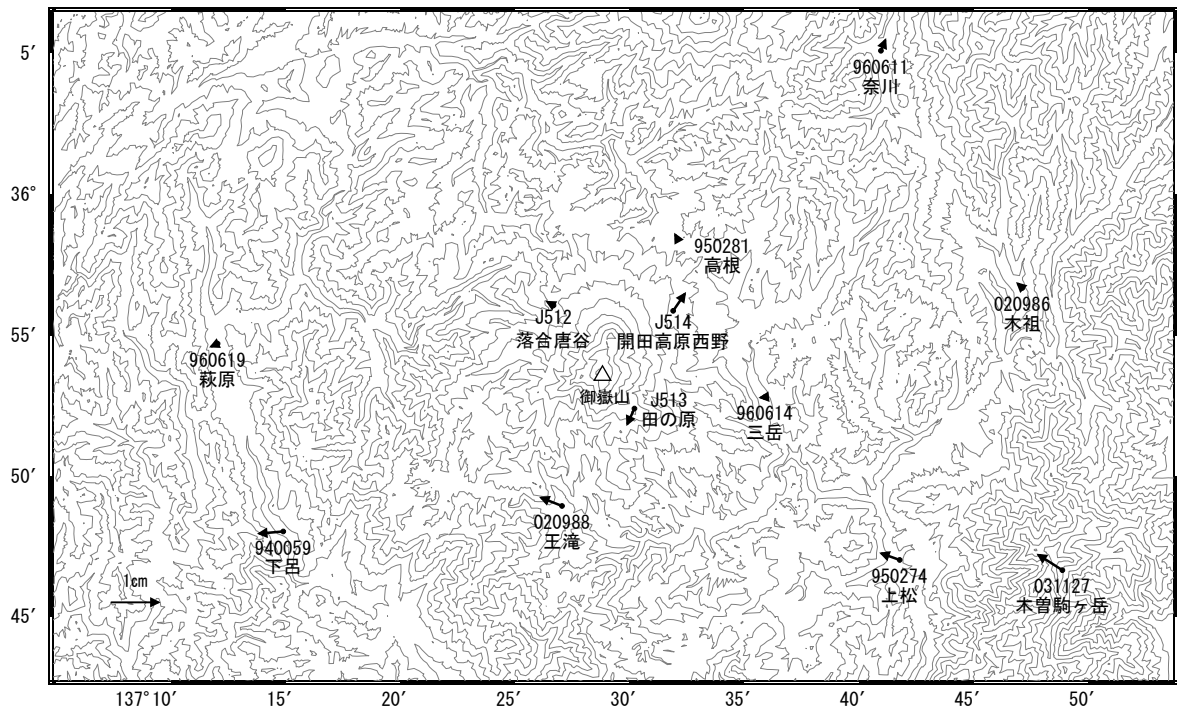 5′
960611
奈川
36°
950281
高根
020986
木祖
J512
落合唐谷
J514
開田高原西野
55′
960619
萩原
御嶽山
J513
田の原
960614
三岳
50′
020988
王滝
940059
下呂
950274
上松
031127
木曽駒ヶ岳
1cm
45′
137°10′
15′
20′
25′
30′
35′
40′
45′
50′